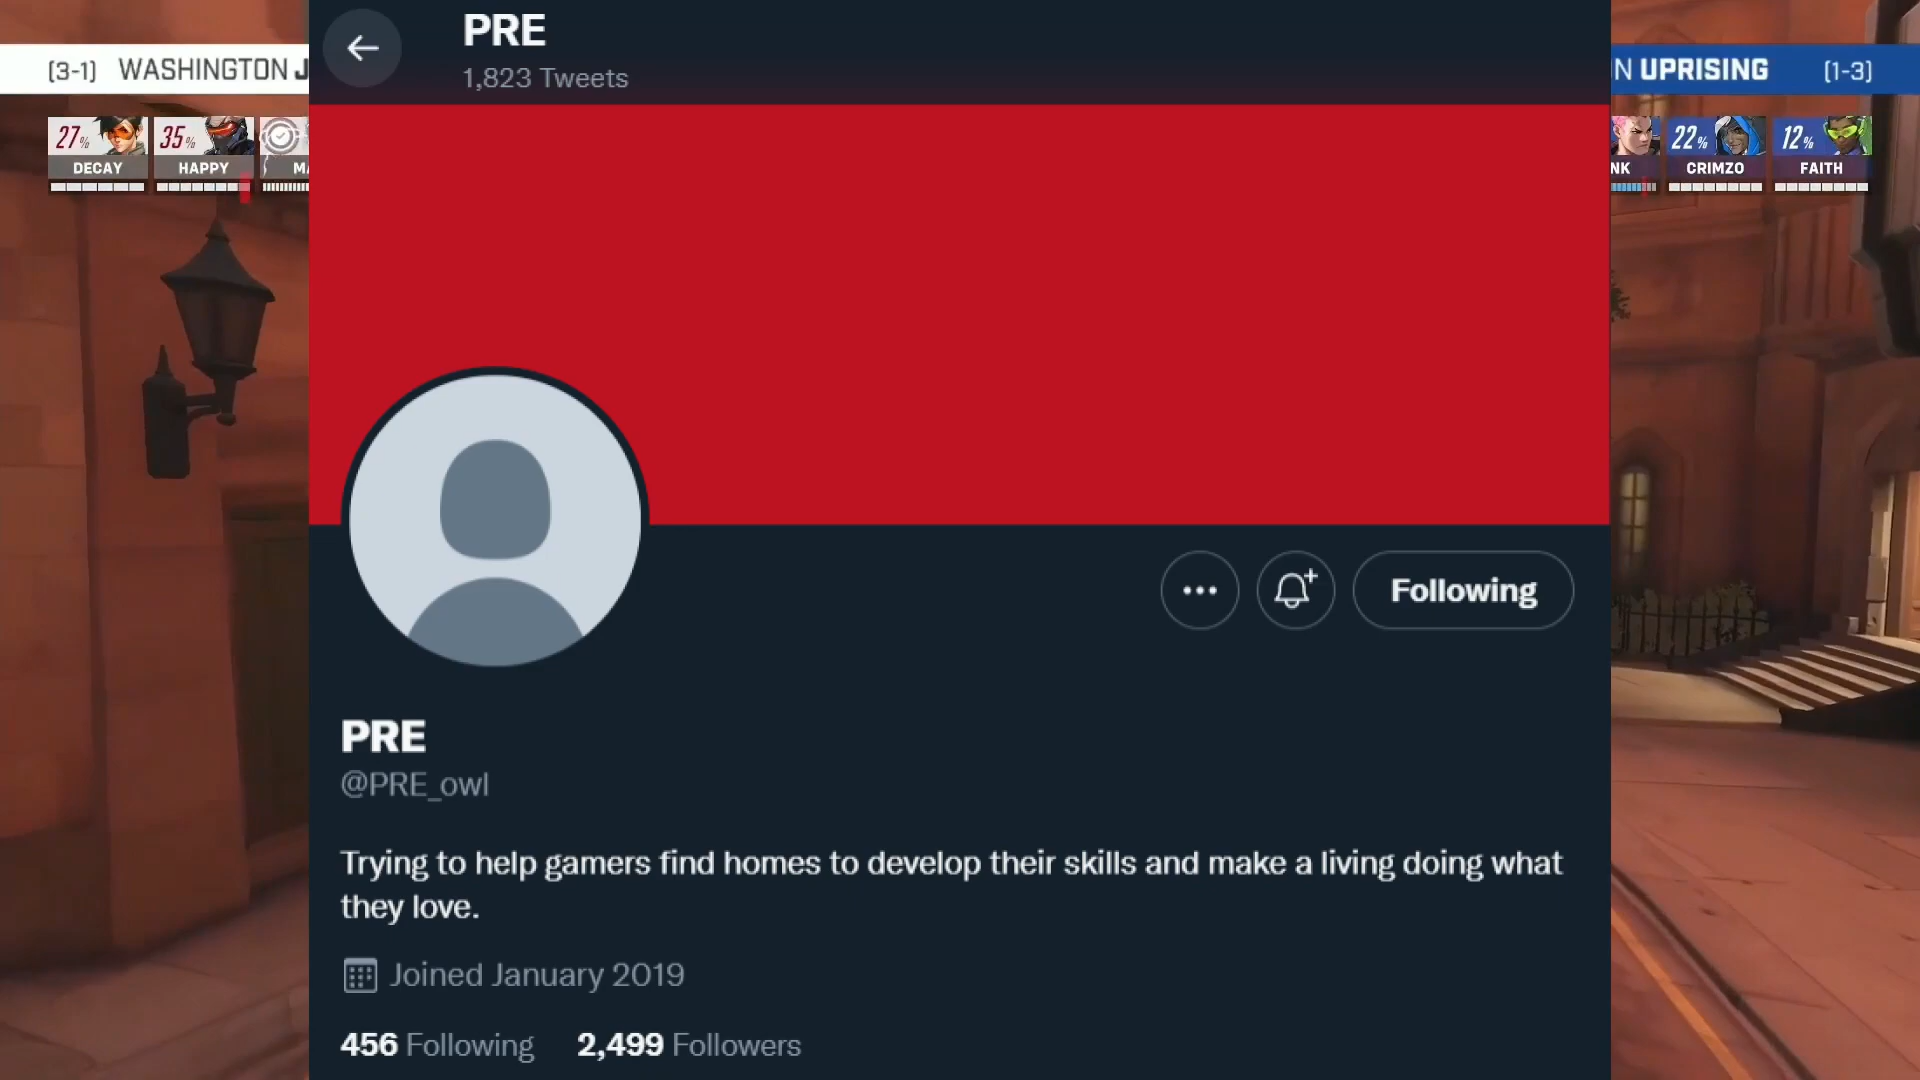 PRE
1,823 Tweets
[3-1] WASHINGTON J
N UPRISING [1-3]
27%
35%
22%
12%
DECAY
HAPPY
MA
NK
CRIMZO
FAITH
Following
PRE
@PRE_owl
Trying to help gamers find homes to develop their skills and make a living doing what
they love.
Joined January 2019
456 Following 2,499 Followers